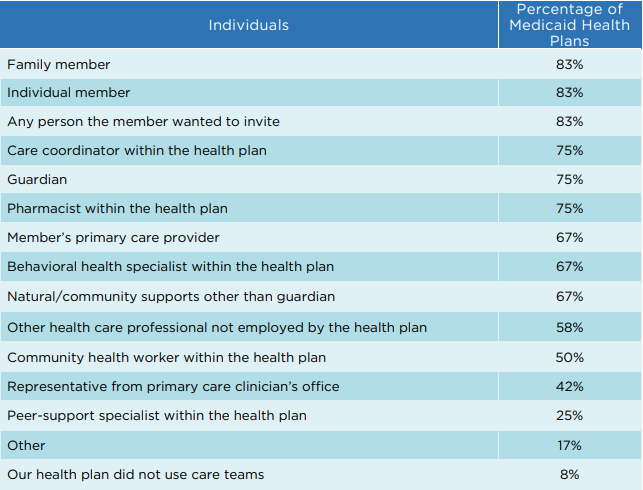 Individuals
Percentage of
Medicaid Health
Plans
Family member 83%
Individual member 83%
Any person the member wanted to invite 83%
Care coordinator within the health plan 75%
Guardian 75%
Pharmacist within the health plan 75%
Member’s primary care provider 67%
Behavioral health specialist within the health plan 67%
Natural/community supports other than guardian 67%
Other health care professional not employed by the health plan 58%
Community health worker within the health plan 50%
Representative from primary care clinician’s office 42%
Peer-support specialist within the health plan 25%
Other 17%
Our health plan did not use care teams 8%